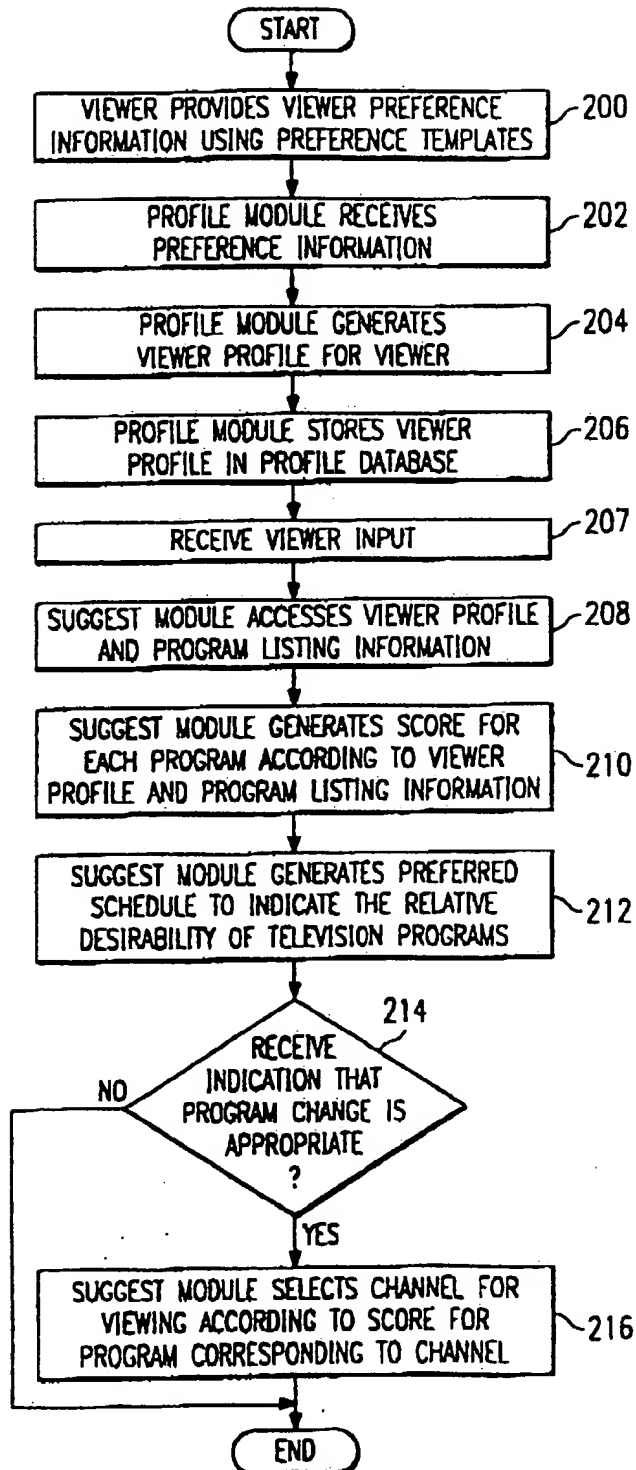 START
VIEWER PROVIDES VIEWER PREFERENCE
INFORMATION USING PREFERENCE TEMPLATES
200
PROFILE MODULE RECEIVES
PREFERENCE INFORMATION
202
PROFILE MODULE GENERATES
VIEWER PROFILE FOR VIEWER
204
PROFILE MODULE STORES VIEWER
PROFILE IN PROFILE DATABASE
206
RECEIVE VIEWER INPUT
207
SUGGEST MODULE ACCESSES VIEWER PROFILE
AND PROGRAM LISTING INFORMATION
208
SUGGEST MODULE GENERATES SCORE FOR
EACH PROGRAM ACCORDING TO VIEWER
PROFILE AND PROGRAM LISTING INFORMATION
210
SUGGEST MODULE GENERATES PREFERRED
SCHEDULE TO INDICATE THE RELATIVE
DESIRABILITY OF TELEVISION PROGRAMS
212
214
RECEIVE
INDICATION THAT
PROGRAM CHANGE IS
APPROPRIATE
?
NO
YES
SUGGEST MODULE SELECTS CHANNEL FOR
VIEWING ACCORDING TO SCORE FOR
PROGRAM CORRESPONDING TO CHANNEL
216
END